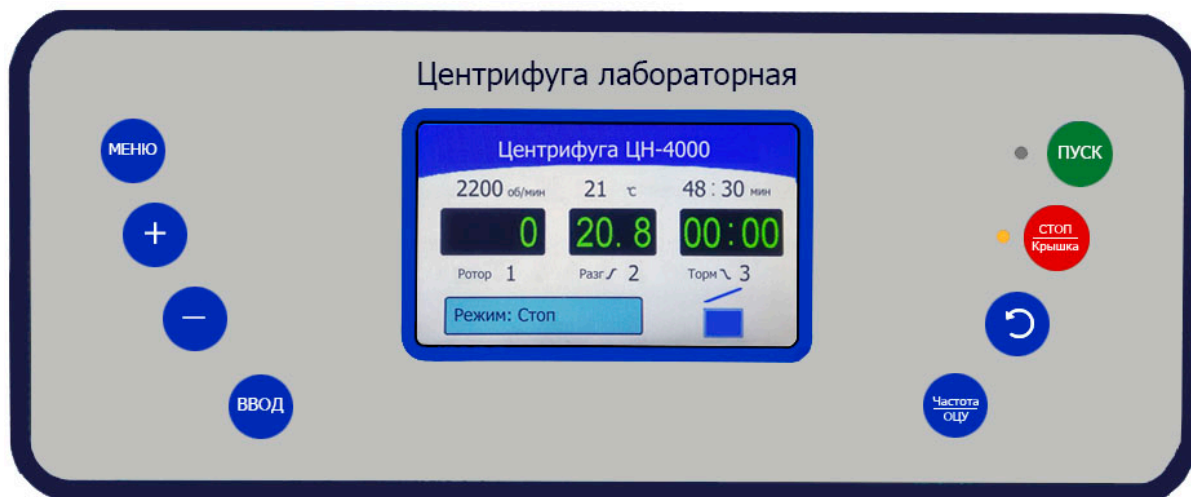 Центрифуга лабораторная
МЕНЮ
+
−
ВВОД
Центрифуга ЦН-4000
2200 об/мин 21 °C 48:30 мин
0 20.8 00:00
Ротор 1 Разг 2 Торм 3
Режим: Стоп
ПУСК
СТОП
Крышка
Частота
ОЦУ